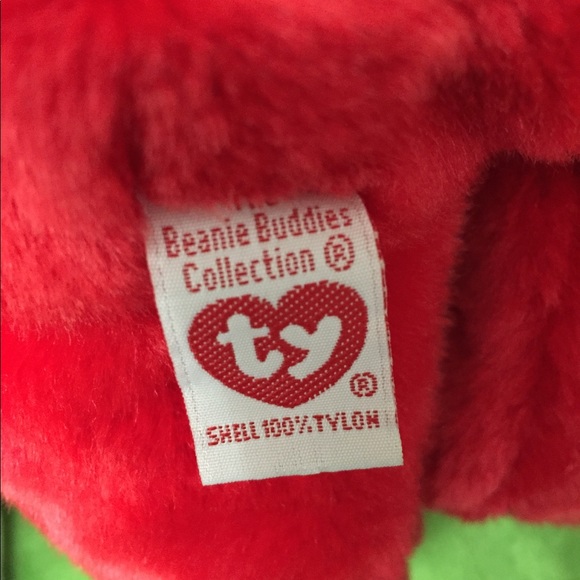 Beanie Buddies
Collection ®
ty
®
SHELL 100% TYLON